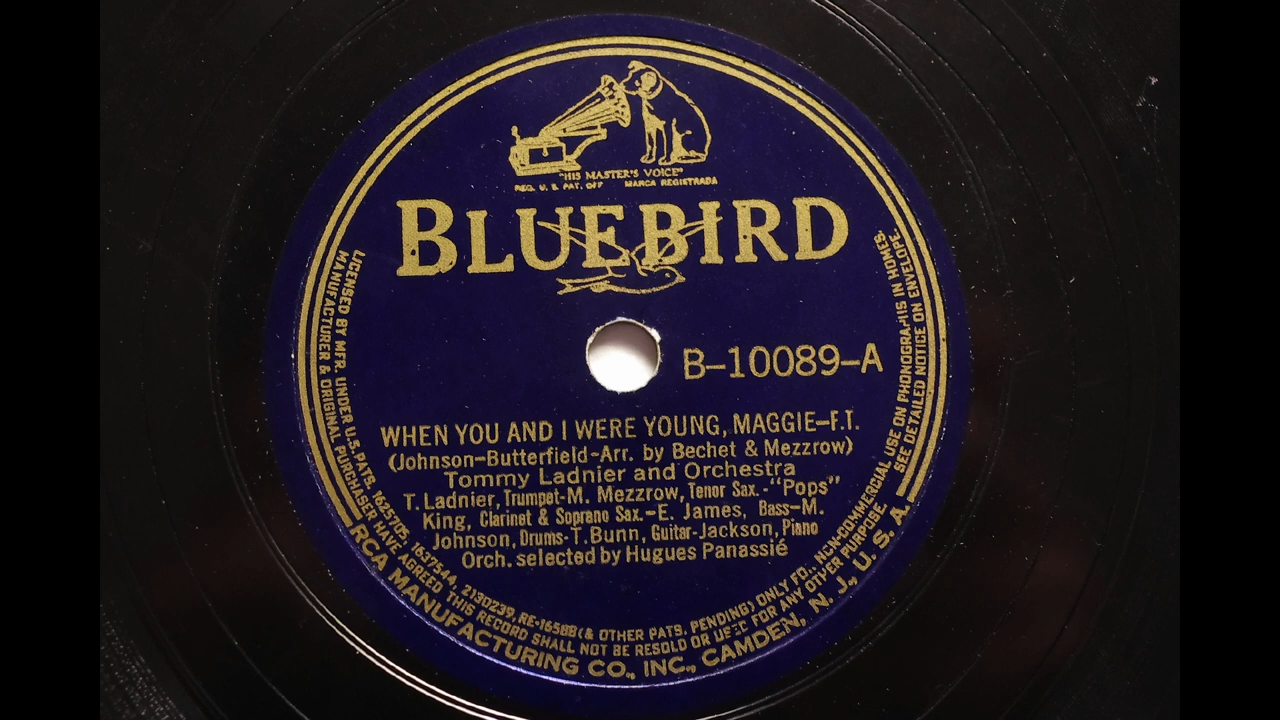 "HIS MASTER'S VOICE"
REG. U. S. PAT. OFF MARCA REGISTRADA
BLUEBIRD
B-10089-A
WHEN YOU AND I WERE YOUNG, MAGGIE-F.T.
(Johnson-Butterfield-Arr. by Bechet & Mezzrow)
Tommy Ladnier and Orchestra
T. Ladnier, Trumpet-M. Mezzrow, Tenor Sax.-"Pops"
King, Clarinet & Soprano Sax.-E. James, Bass-M.
Johnson, Drums-T. Bunn, Guitar-Jackson, Piano
Orch. selected by Hugues Panassié
LICENSED BY MFR. UNDER U.S. PATS. 1625705, 1637544, 2130239, RE-16588 (& OTHER PATS. PENDING) ONLY FOR NON-COMMERCIAL USE ON PHONOGRAPHS IN HOMES.
MANUFACTURER & ORIGINAL PURCHASER HAVE AGREED THIS RECORD SHALL NOT BE RESOLD OR USED FOR ANY OTHER PURPOSE SEE DETAILED NOTICE ON ENVELOPE.
RCA MANUFACTURING CO., INC., CAMDEN, N. J., U. S. A.